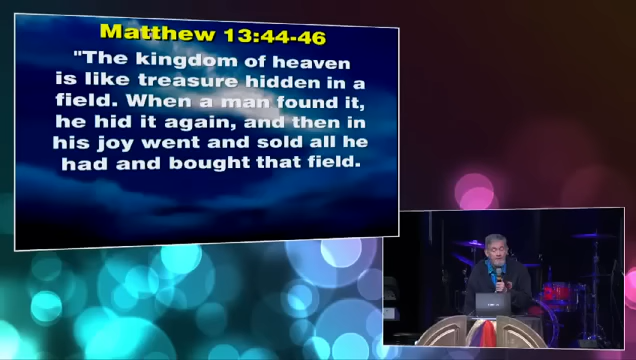 Matthew 13:44-46
"The kingdom of heaven
is like treasure hidden in a
field. When a man found it,
he hid it again, and then in
his joy went and sold all he
had and bought that field.